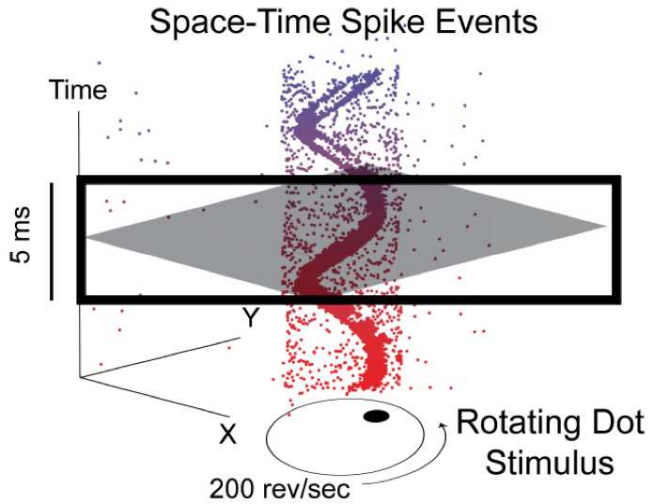 Space-Time Spike Events
Time
5 ms
Y
X
Rotating Dot
Stimulus
200 rev/sec